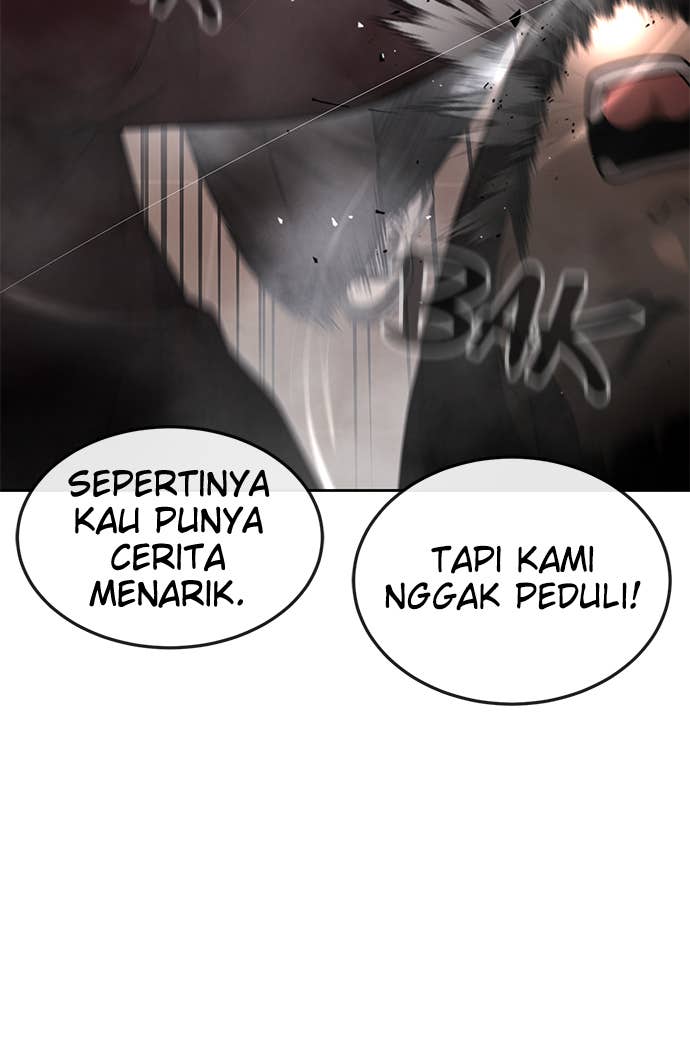 BAK
SEPERTINYA
KAU PUNYA
CERITA
MENARIK.
TAPI KAMI
NGGAK PEDULI!